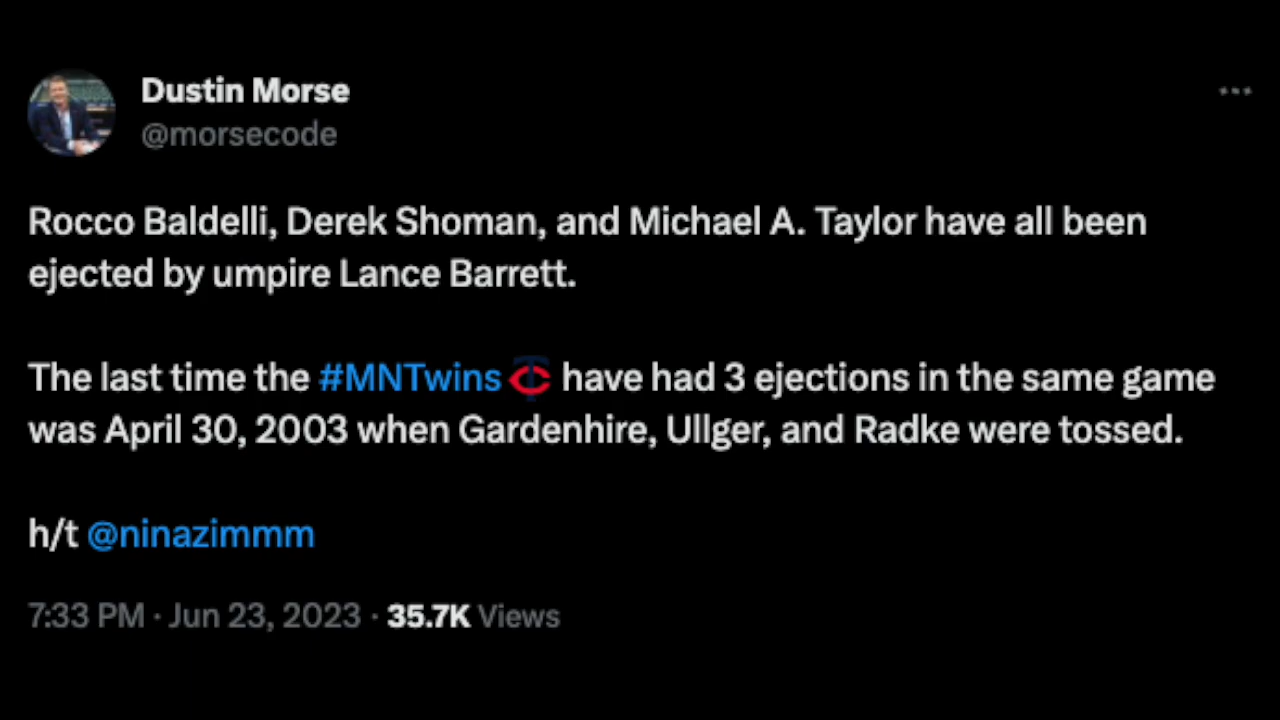 Dustin Morse
@morsecode
Rocco Baldelli, Derek Shoman, and Michael A. Taylor have all been
ejected by umpire Lance Barrett.
The last time the #MNTwins have had 3 ejections in the same game
was April 30, 2003 when Gardenhire, Ullger, and Radke were tossed.
h/t @ninazimmm
7:33 PM · Jun 23, 2023 · 35.7K Views